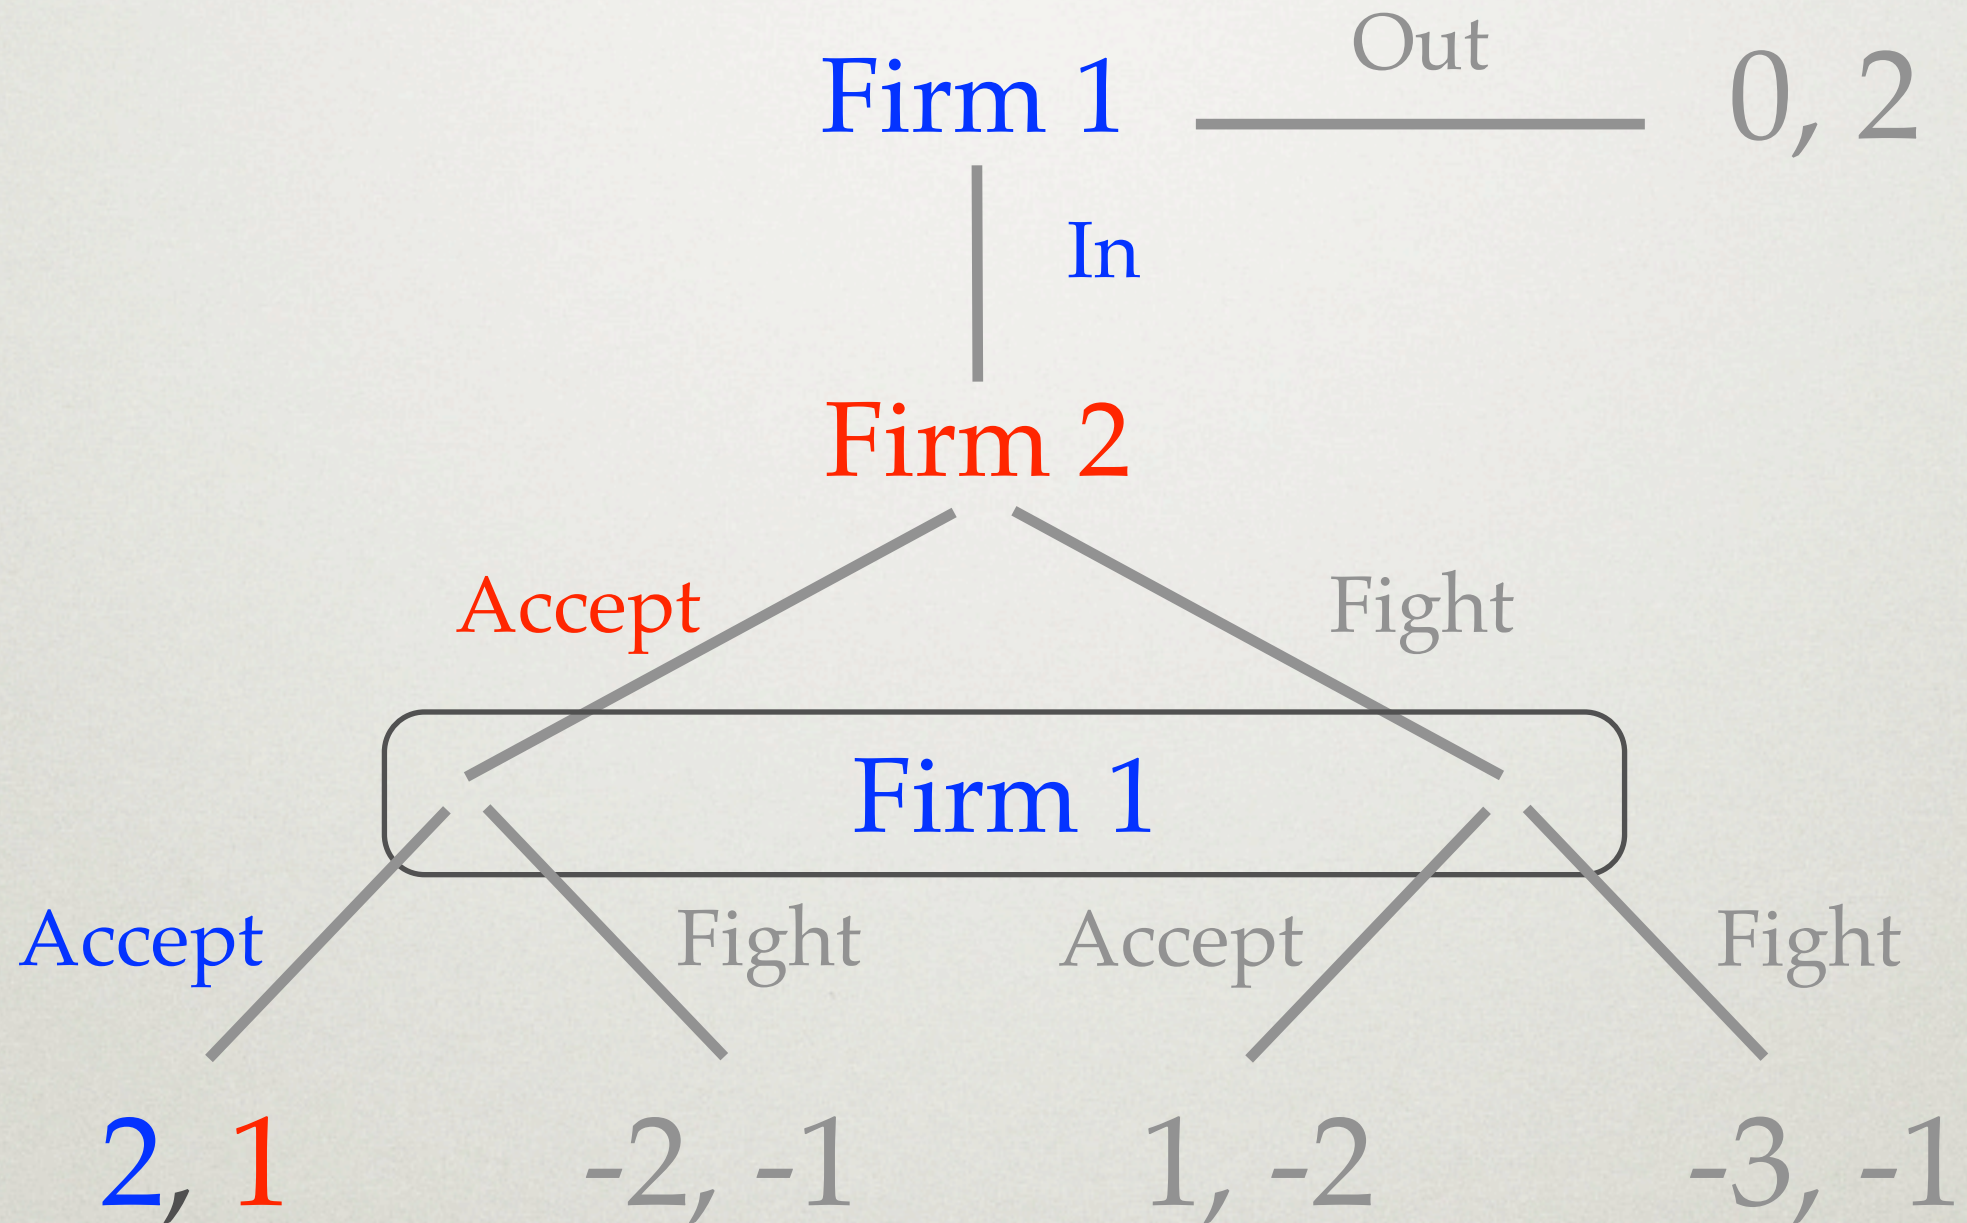 Out
Firm 1
0, 2
In
Firm 2
Accept
Fight
Firm 1
Accept
Fight
Accept
Fight
2, 1
-2, -1
1, -2
-3, -1